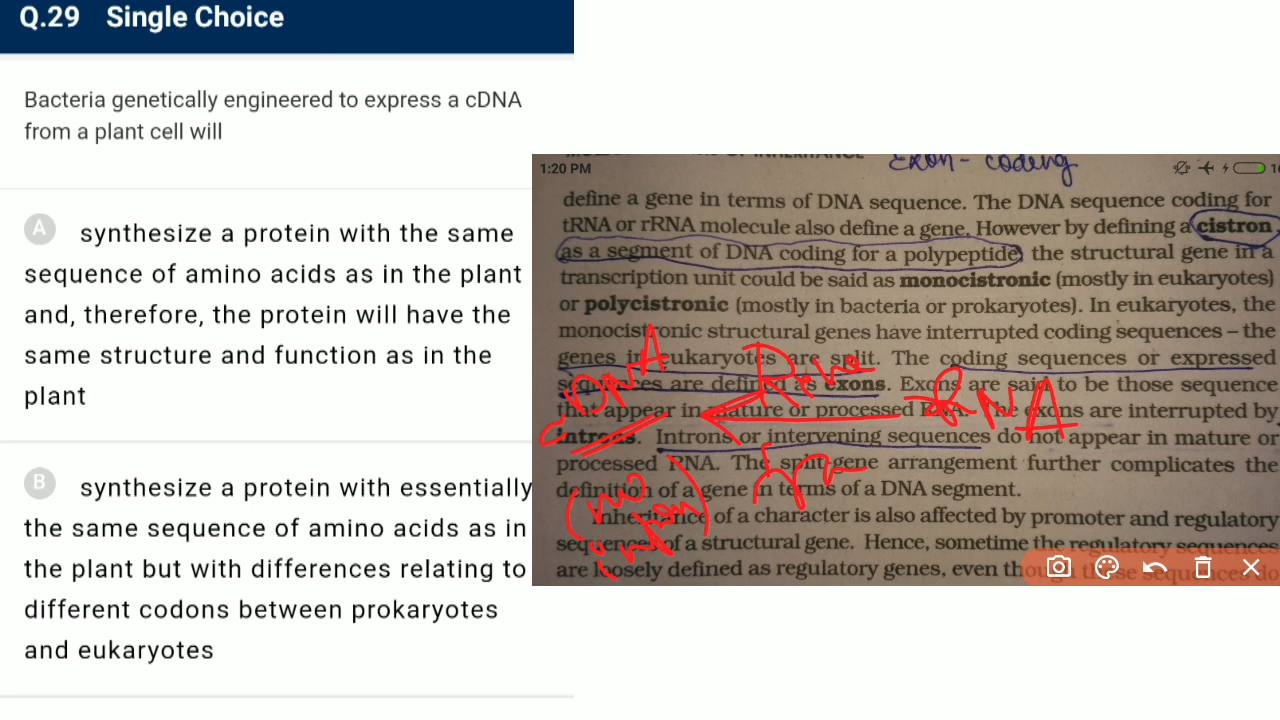 Q.29 Single Choice
Bacteria genetically engineered to express a cDNA
from a plant cell will
A synthesize a protein with the same
sequence of amino acids as in the plant
and, therefore, the protein will have the
same structure and function as in the
plant
B synthesize a protein with essentially
the same sequence of amino acids as in
the plant but with differences relating to
different codons between prokaryotes
and eukaryotes
Exon - coding
1:20 PM
define a gene in terms of DNA sequence. The DNA sequence coding for
tRNA or rRNA molecule also define a gene. However by defining a cistron
as a segment of DNA coding for a polypeptide, the structural gene in a
transcription unit could be said as monocistronic (mostly in eukaryotes)
or polycistronic (mostly in bacteria or prokaryotes). In eukaryotes, the
monocistronic structural genes have interrupted coding sequences – the
genes in eukaryotes are split. The coding sequences or expressed
sequences are defined as exons. Exons are said to be those sequence
that appear in mature or processed RNA. The exons are interrupted by
introns. Introns or intervening sequences do not appear in mature or
processed RNA. The split-gene arrangement further complicates the
definition of a gene in terms of a DNA segment.
Inheritance of a character is also affected by promoter and regulatory
sequences of a structural gene. Hence, sometime the regulatory sequences
are loosely defined as regulatory genes, even though these sequences do
cDNA
RNA